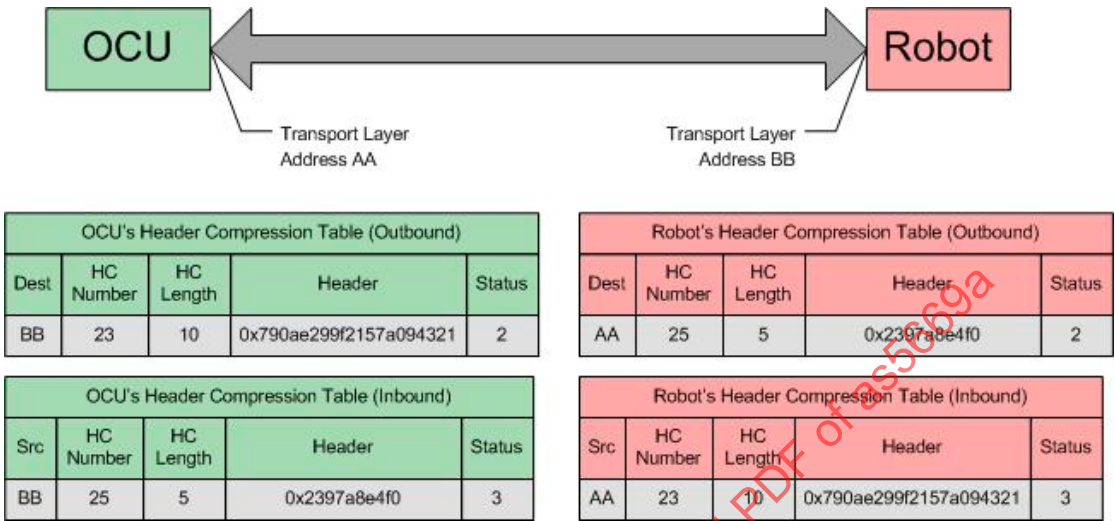 OCU
Robot
Transport Layer
Address AA
Transport Layer
Address BB
OCU's Header Compression Table (Outbound)
Dest HC Number HC Length Header Status
BB 23 10 0x790ae299f2157a094321 2
Robot's Header Compression Table (Outbound)
Dest HC Number HC Length Header Status
AA 25 5 0x2397a8e4f0 2
OCU's Header Compression Table (Inbound)
Src HC Number HC Length Header Status
BB 25 5 0x2397a8e4f0 3
Robot's Header Compression Table (Inbound)
Src HC Number HC Length Header Status
AA 23 10 0x790ae299f2157a094321 3
PDF of as5669a